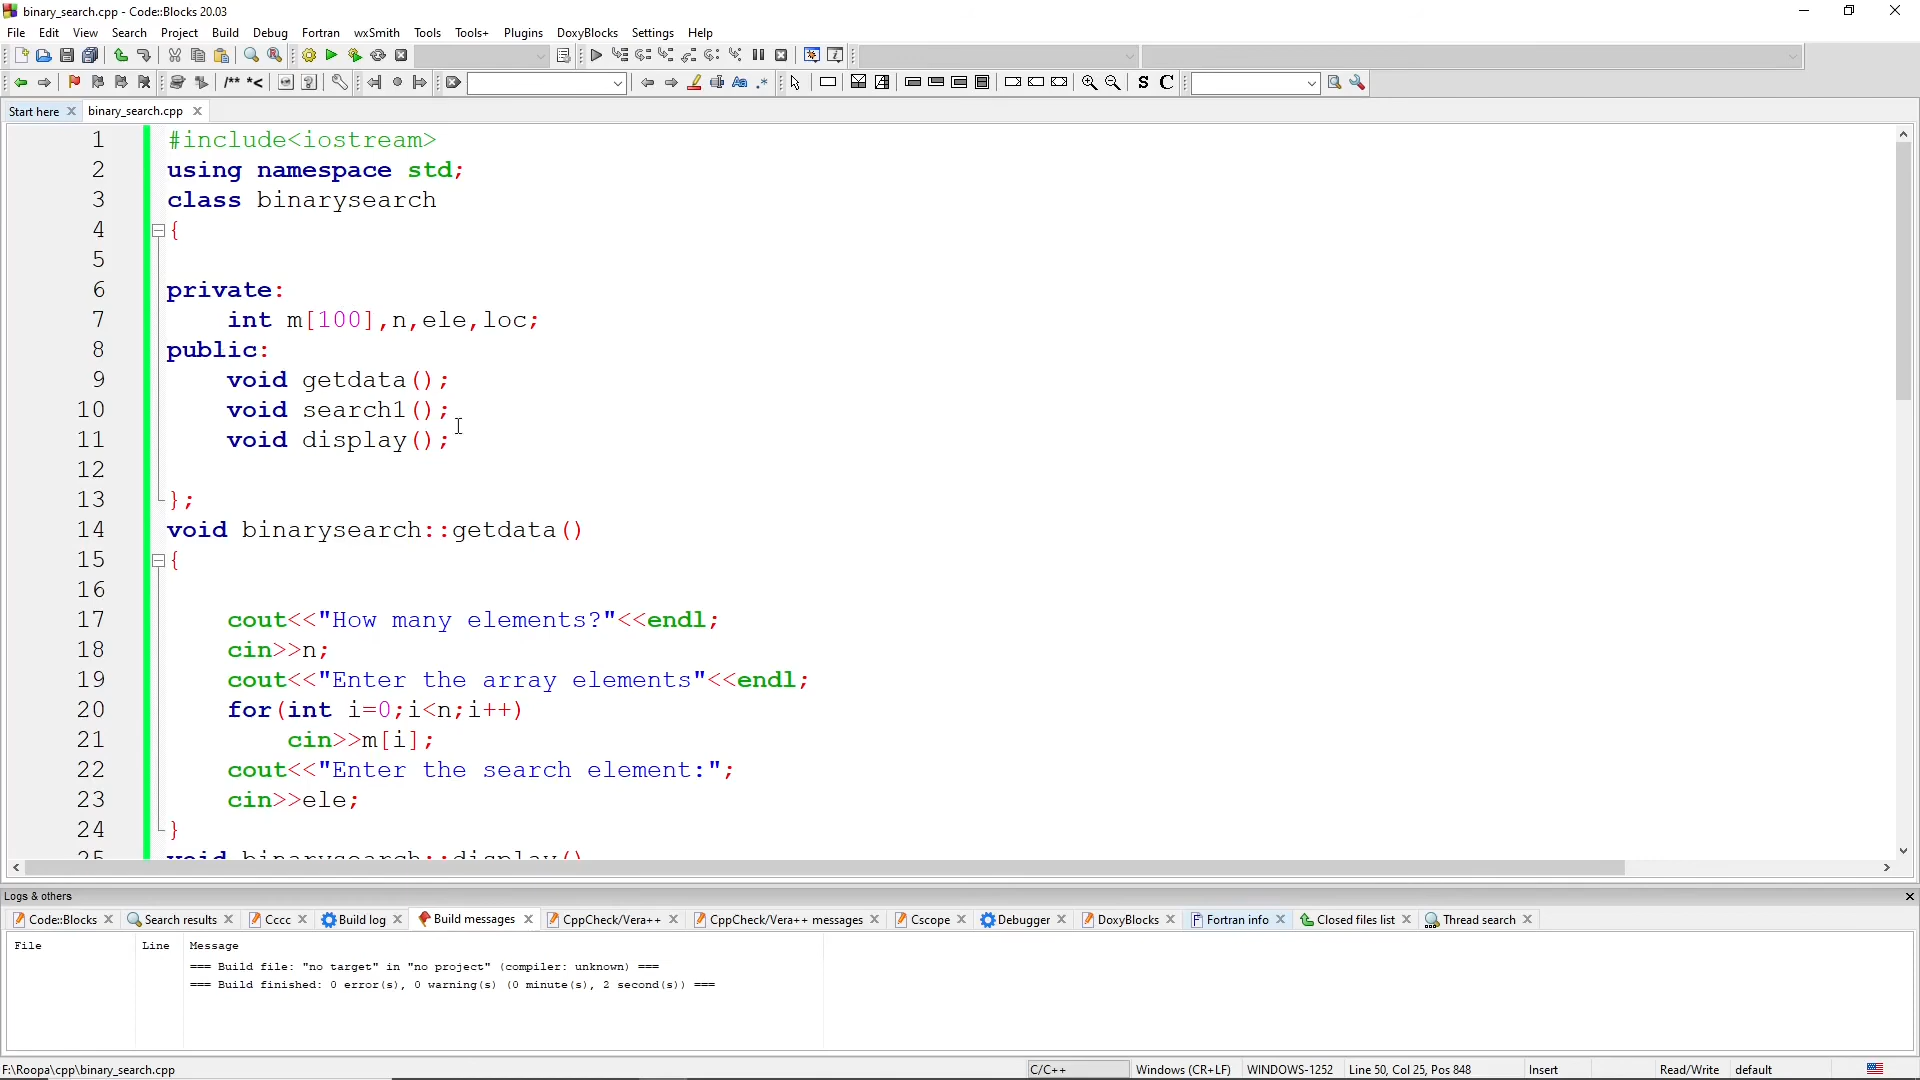 binary_search.cpp - Code::Blocks 20.03
File Edit View Search Project Build Debug Fortran wxSmith Tools Tools+ Plugins DoxyBlocks Settings Help
/** *< Aa .* S C
Start here binary_search.cpp
1 #include<iostream>
2 using namespace std;
3 class binarysearch
4 {
5
6 private:
7 int m[100],n,ele,loc;
8 public:
9 void getdata();
10 void search1();
11 void display();
12
13 };
14 void binarysearch::getdata()
15 {
16
17 cout<<"How many elements?"<<endl;
18 cin>>n;
19 cout<<"Enter the array elements"<<endl;
20 for(int i=0;i<n;i++)
21 cin>>m[i];
22 cout<<"Enter the search element:";
23 cin>>ele;
24 }
25 void binarysearch::display()
Logs & others
Code::Blocks Search results Cccc Build log Build messages CppCheck/Vera++ CppCheck/Vera++ messages Cscope Debugger DoxyBlocks Fortran info Closed files list Thread search
File Line Message
=== Build file: "no target" in "no project" (compiler: unknown) ===
=== Build finished: 0 error(s), 0 warning(s) (0 minute(s), 2 second(s)) ===
F:\Roopa\cpp\binary_search.cpp C/C++ Windows (CR+LF) WINDOWS-1252 Line 50, Col 25, Pos 848 Insert Read/Write default